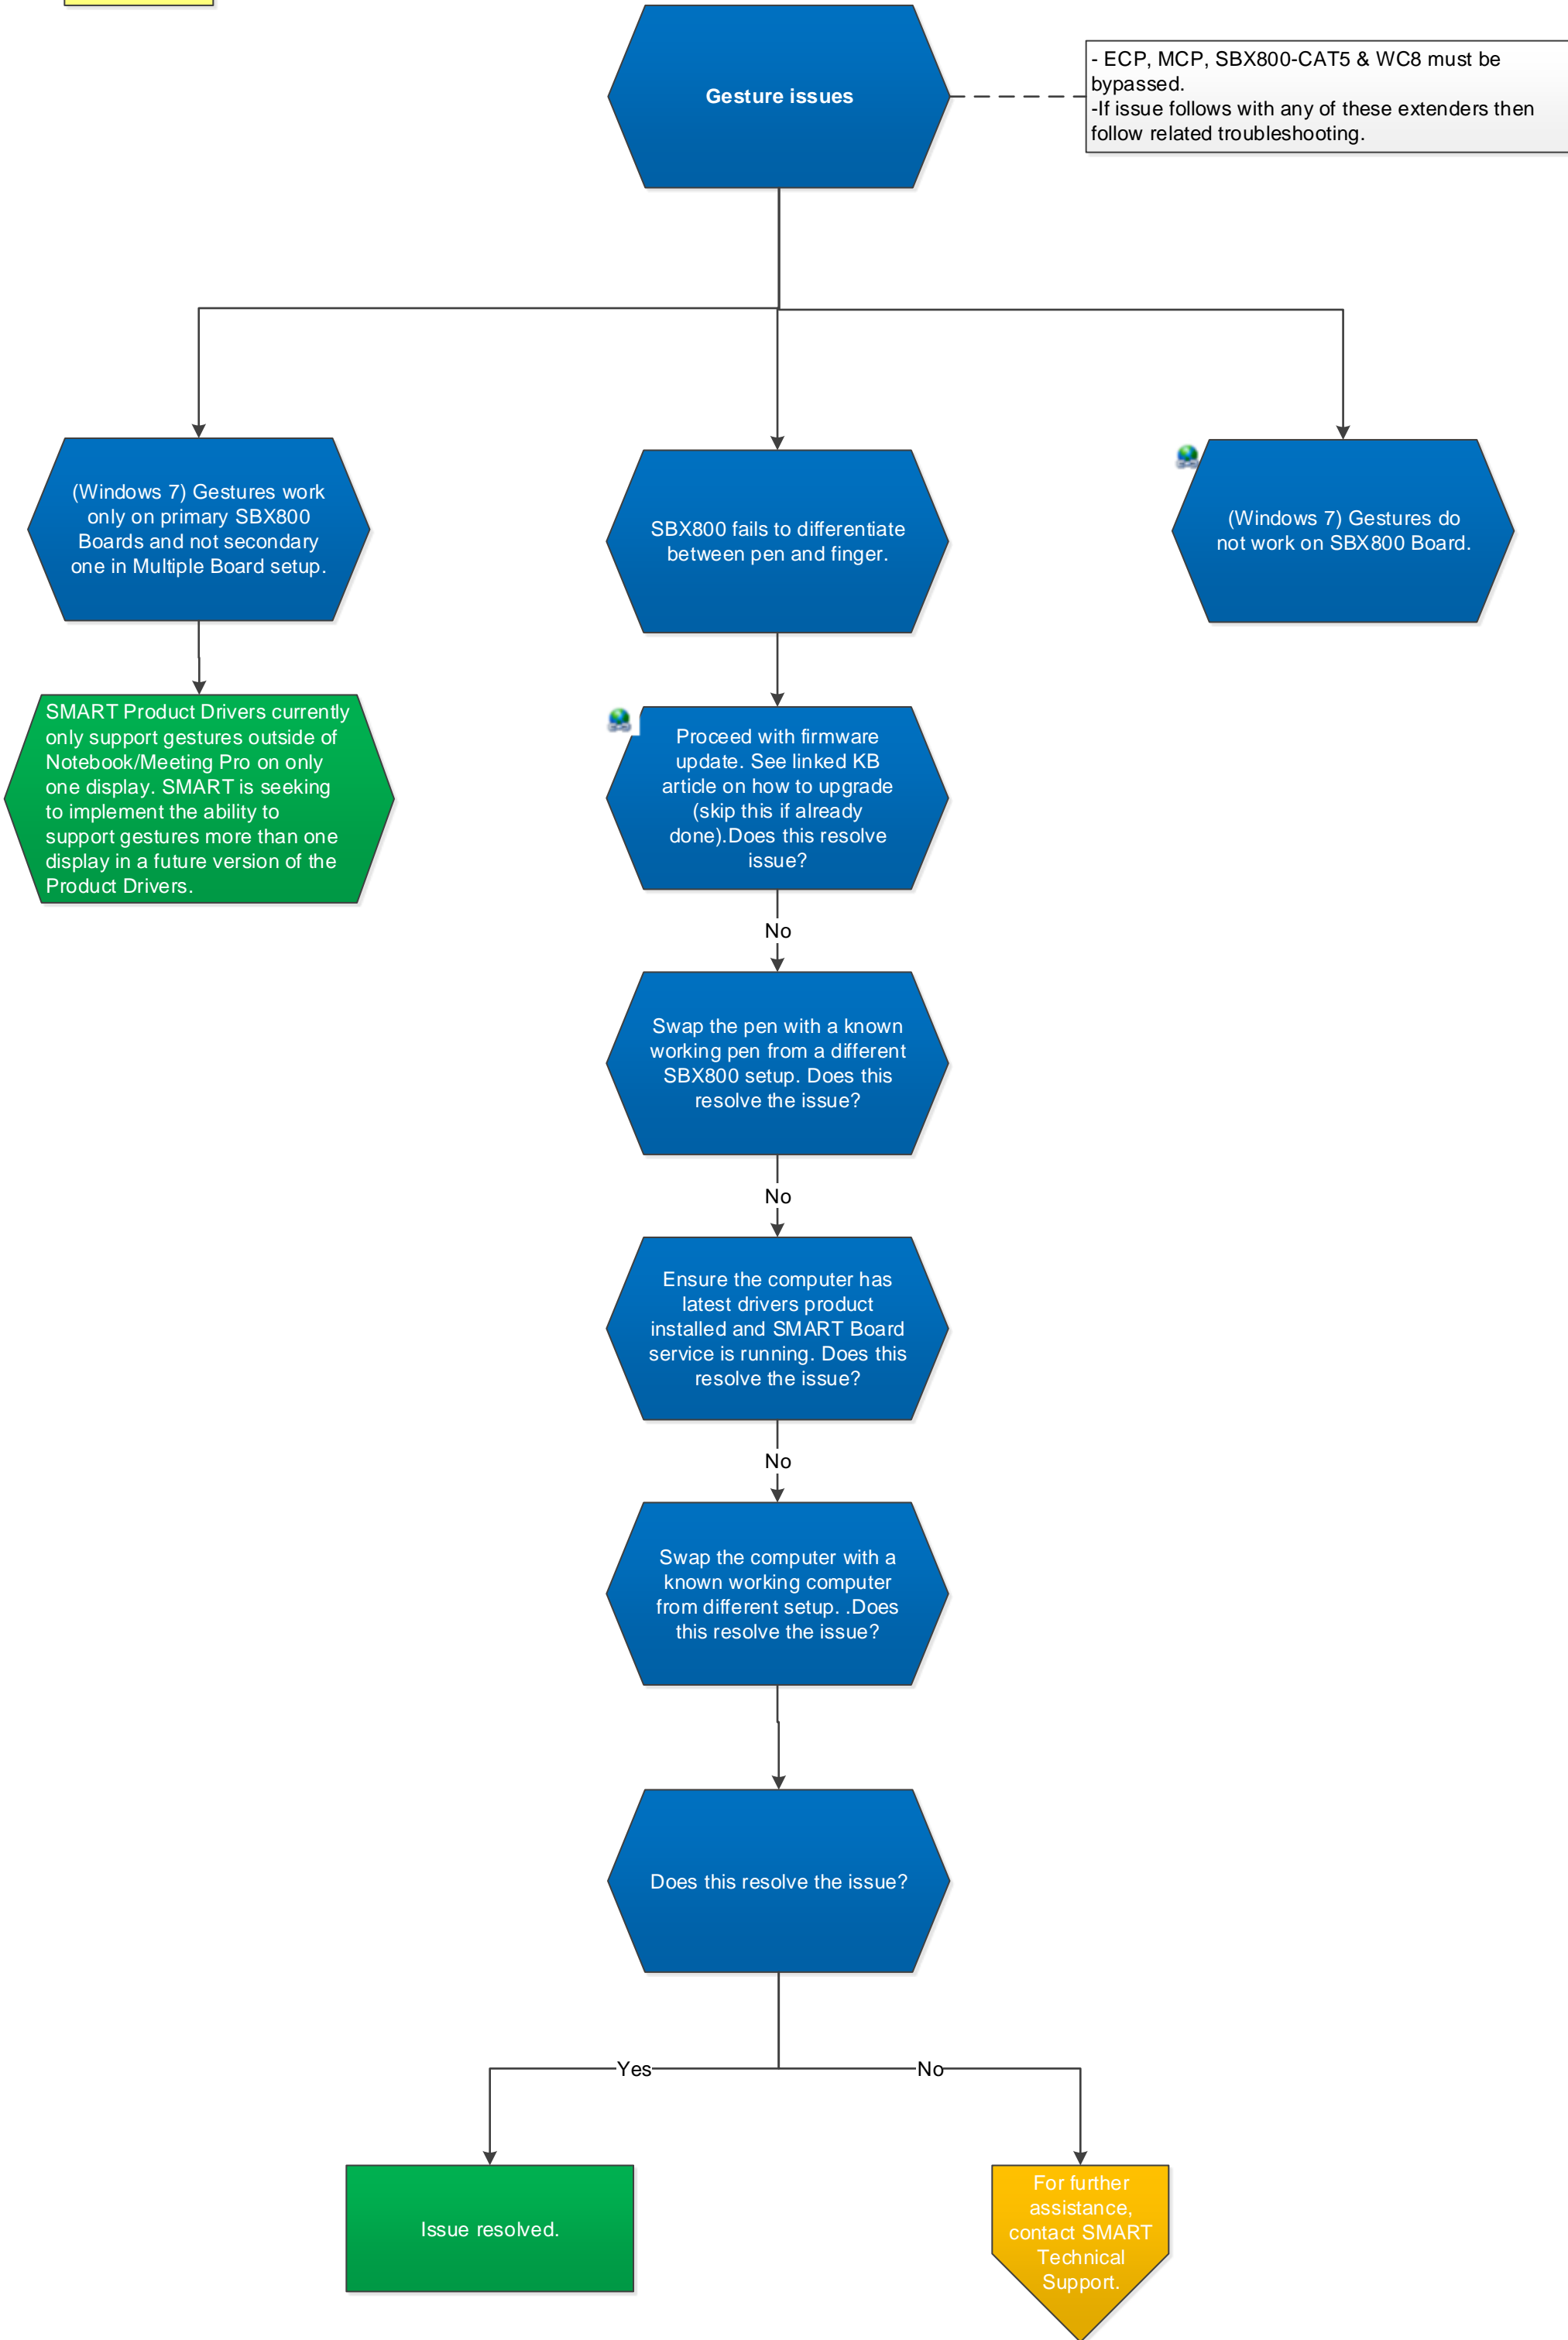 Gesture issues
- ECP, MCP, SBX800-CAT5 & WC8 must be
bypassed.
-If issue follows with any of these extenders then
follow related troubleshooting.
(Windows 7) Gestures work
only on primary SBX800
Boards and not secondary
one in Multiple Board setup.
SBX800 fails to differentiate
between pen and finger.
(Windows 7) Gestures do
not work on SBX800 Board.
SMART Product Drivers currently
only support gestures outside of
Notebook/Meeting Pro on only
one display. SMART is seeking
to implement the ability to
support gestures more than one
display in a future version of the
Product Drivers.
Proceed with firmware
update. See linked KB
article on how to upgrade
(skip this if already
done).Does this resolve
issue?
No
Swap the pen with a known
working pen from a different
SBX800 setup. Does this
resolve the issue?
No
Ensure the computer has
latest drivers product
installed and SMART Board
service is running. Does this
resolve the issue?
No
Swap the computer with a
known working computer
from different setup. .Does
this resolve the issue?
Does this resolve the issue?
Yes
No
Issue resolved.
For further
assistance,
contact SMART
Technical
Support.